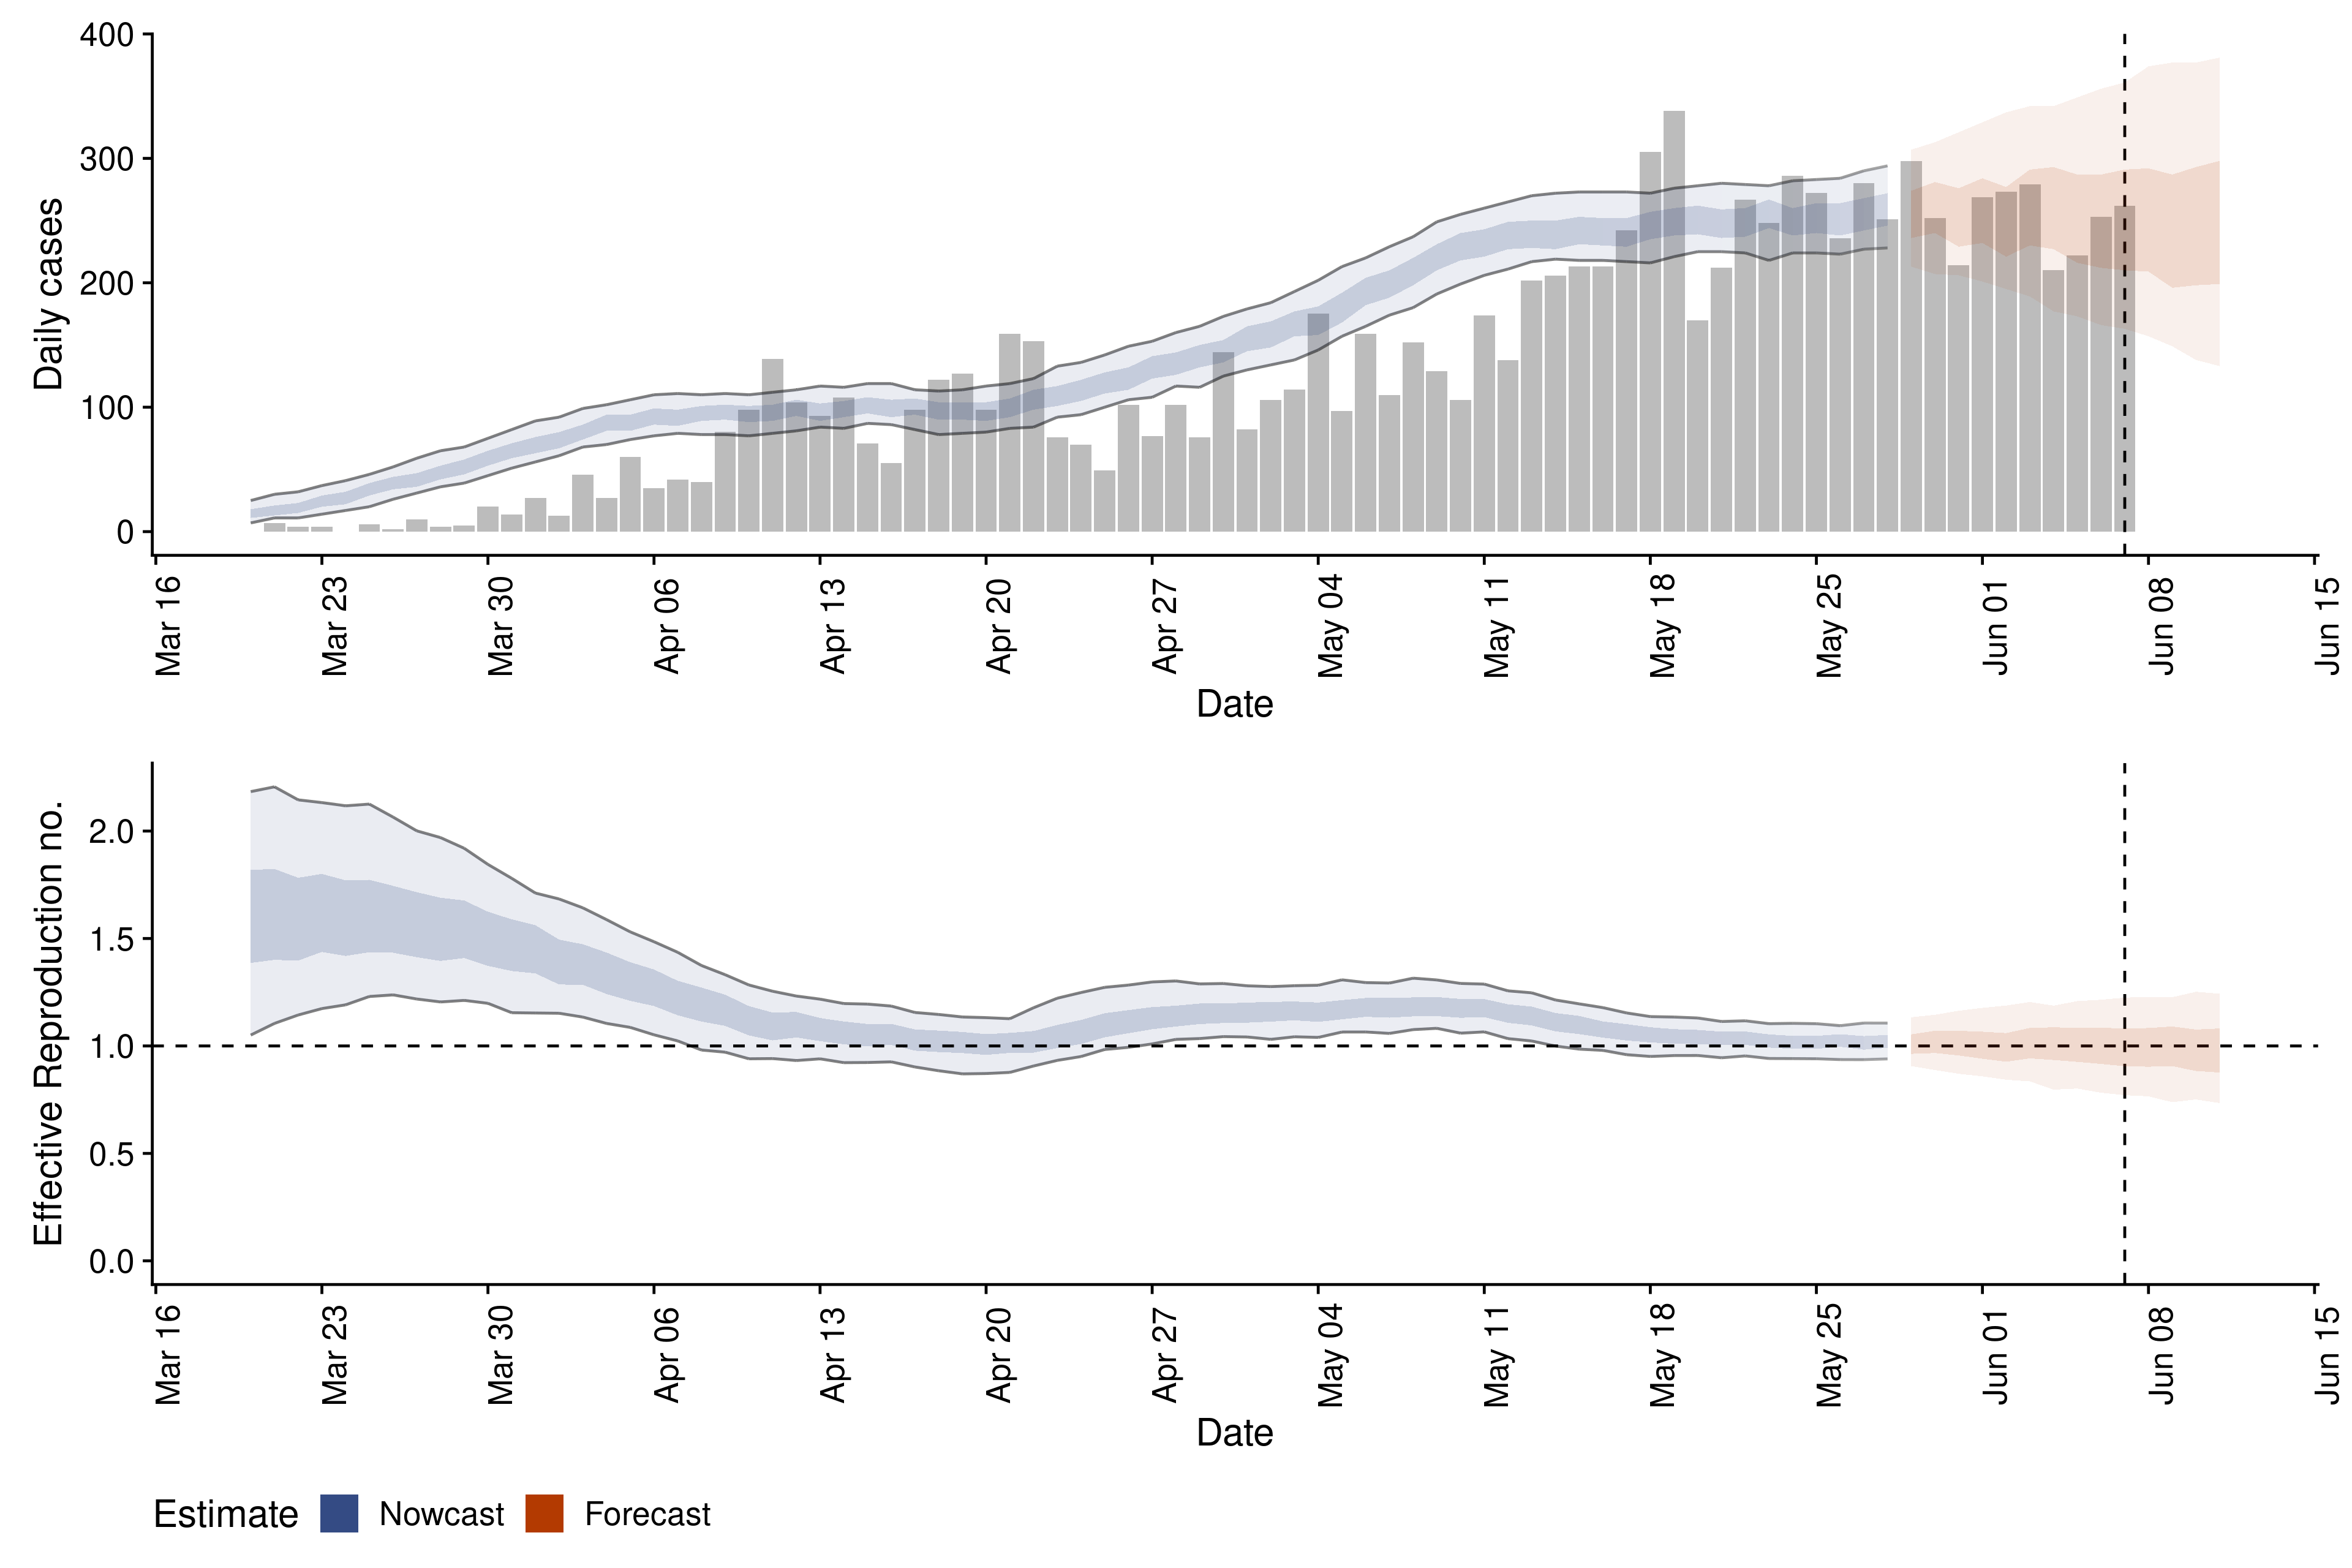 400
300
200
100
0
Daily cases
Mar 16 Mar 23 Mar 30 Apr 06 Apr 13 Apr 20 Apr 27 May 04 May 11 May 18 May 25 Jun 01 Jun 08 Jun 15
Date
2.0
1.5
1.0
0.5
0.0
Effective Reproduction no.
Mar 16 Mar 23 Mar 30 Apr 06 Apr 13 Apr 20 Apr 27 May 04 May 11 May 18 May 25 Jun 01 Jun 08 Jun 15
Date
Estimate Nowcast Forecast